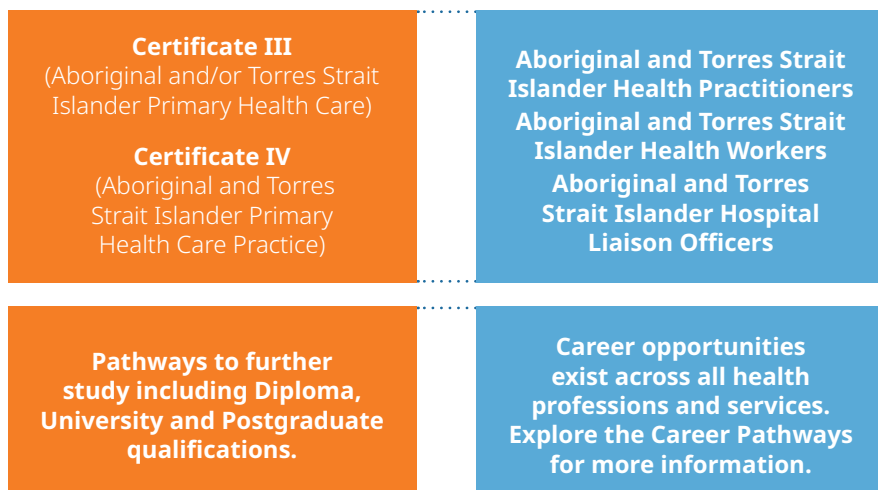 Certificate III
(Aboriginal and/or Torres Strait
Islander Primary Health Care)
Certificate IV
(Aboriginal and Torres
Strait Islander Primary
Health Care Practice)
Aboriginal and Torres Strait
Islander Health Practitioners
Aboriginal and Torres Strait
Islander Health Workers
Aboriginal and Torres
Strait Islander Hospital
Liaison Officers
Pathways to further
study including Diploma,
University and Postgraduate
qualifications.
Career opportunities
exist across all health
professions and services.
Explore the Career Pathways
for more information.